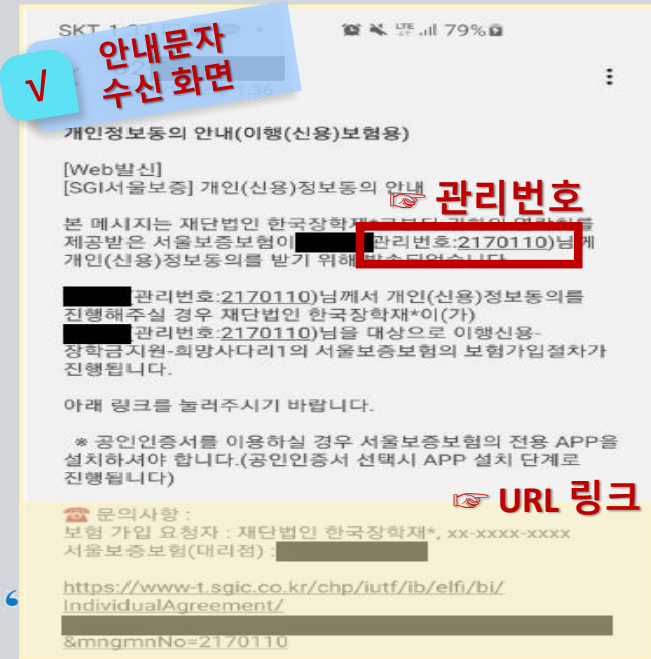 SKT 1:37
LTE 79%
√
안내문자
수신 화면
개인정보동의 안내(이행(신용)보험용)
[Web발신]
[SGI서울보증] 개인(신용)정보동의 안내
☞ 관리번호
본 메시지는 재단법인 한국장학재*
제공받은 서울보증보험이 관리번호:2170110)님께
개인(신용)정보동의를 받기 위해 발송되었습니다
(관리번호:2170110)님께서 개인(신용)정보동의를
진행해주실 경우 재단법인 한국장학재*이(가)
(관리번호:2170110)님을 대상으로 이행신용-
장학금지원-희망사다리1의 서울보증보험의 보험가입절차가
진행됩니다.
아래 링크를 눌러주시기 바랍니다.
※ 공인인증서를 이용하실 경우 서울보증보험의 전용 APP을
설치하셔야 합니다.(공인인증서 선택시 APP 설치 단계로
진행됩니다)
☞ URL 링크
☎ 문의사항 :
보험 가입 요청자 : 재단법인 한국장학재*, xx-xxxx-xxxx
서울보증보험(대리점) :
https://www-t.sgic.co.kr/chp/iutf/ib/elfi/bi/
IndividualAgreement/
&mngmnNo=2170110